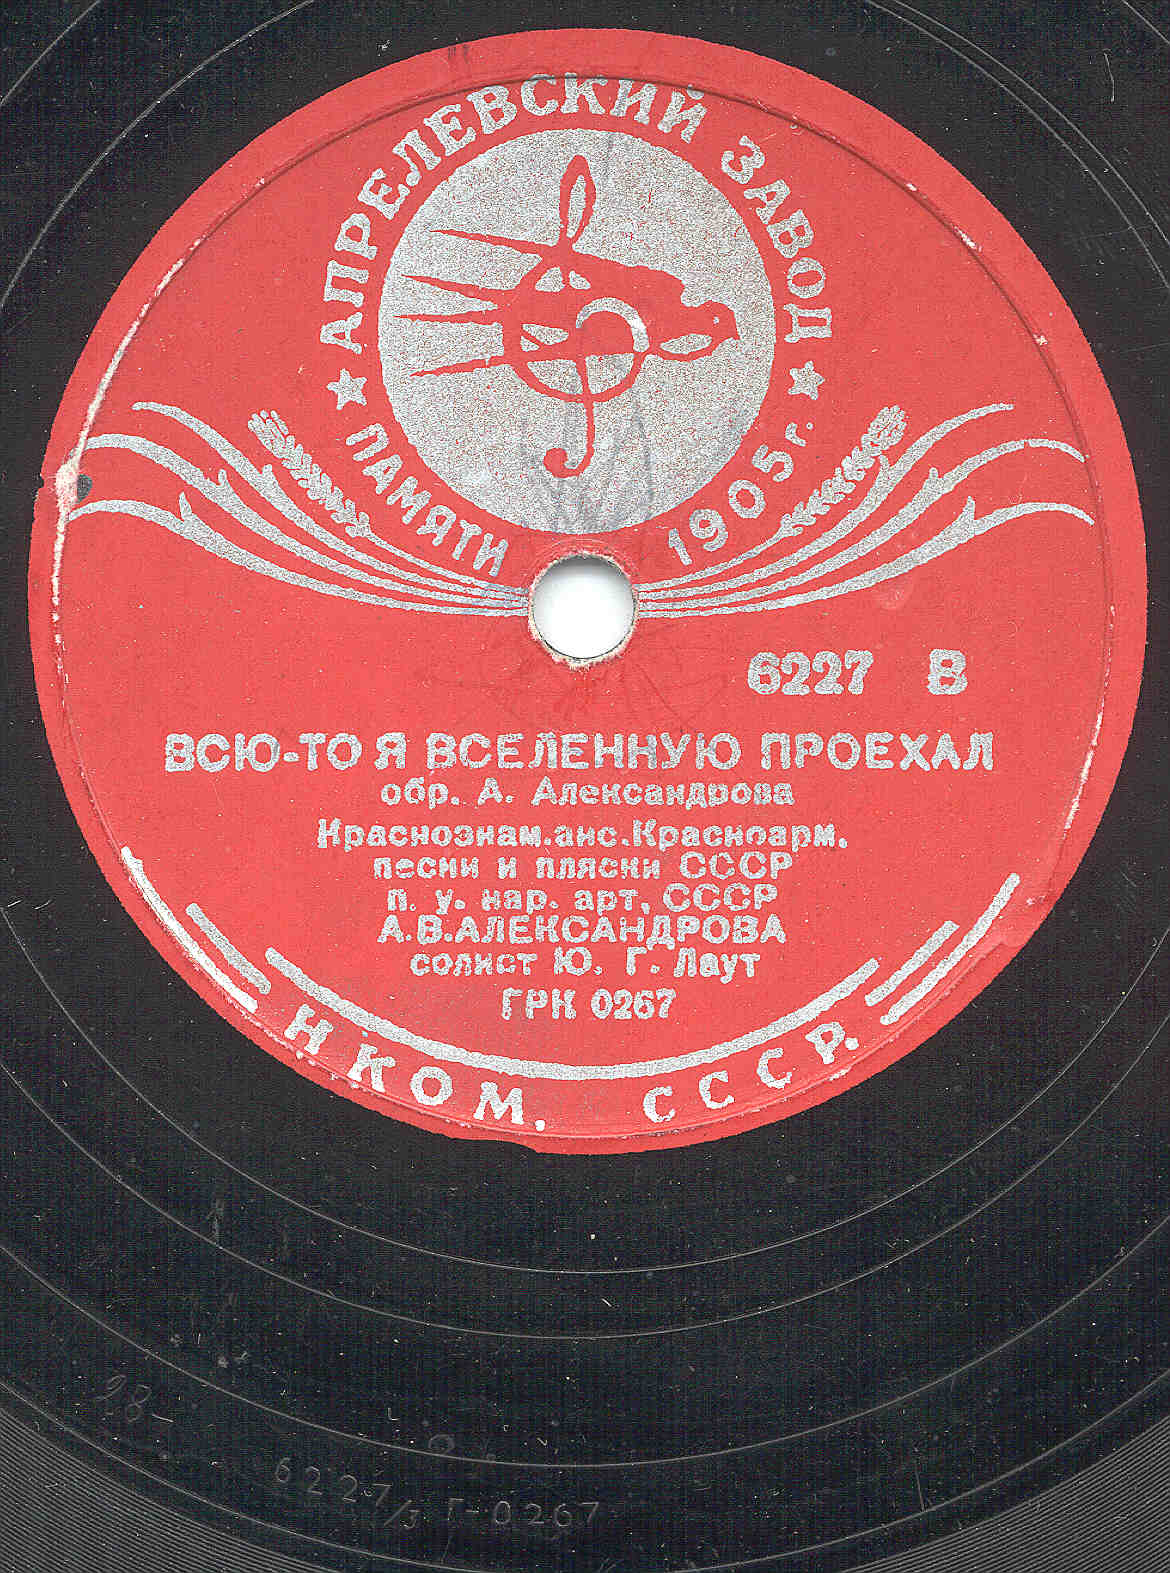 АПРЕЛЕВСКИЙ ЗАВОД
ПАМЯТИ 1905 г.
6227 В
ВСЮ-ТО Я ВСЕЛЕННУЮ ПРОЕХАЛ
обр. А. Александрова
Краснознам.анс.Красноарм.
песни и пляски СССР
п. у. нар. арт, СССР
А.В.АЛЕКСАНДРОВА
солист Ю. Г. Лаут
ГРК 0267
НКОМ. СССР.
98-
6227/3 Г-0267